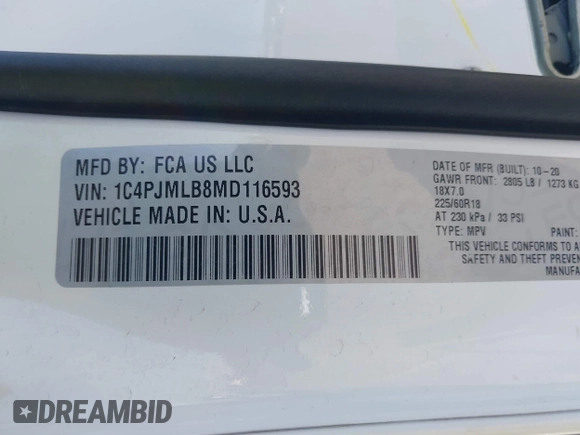 MFD BY: FCA US LLC
VIN: 1C4PJMLB8MD116593
VEHICLE MADE IN: U.S.A.
DATE OF MFR (BUILT): 10-20
GAWR FRONT: 2805 LB / 1273 KG
18X7.0
225/60R18
AT 230 kPa / 33 PSI
TYPE: MPV PAINT:
THIS VEHICLE CONFORMS TO A
SAFETY AND THEFT PREVEN
MANUFA
DREAMBID